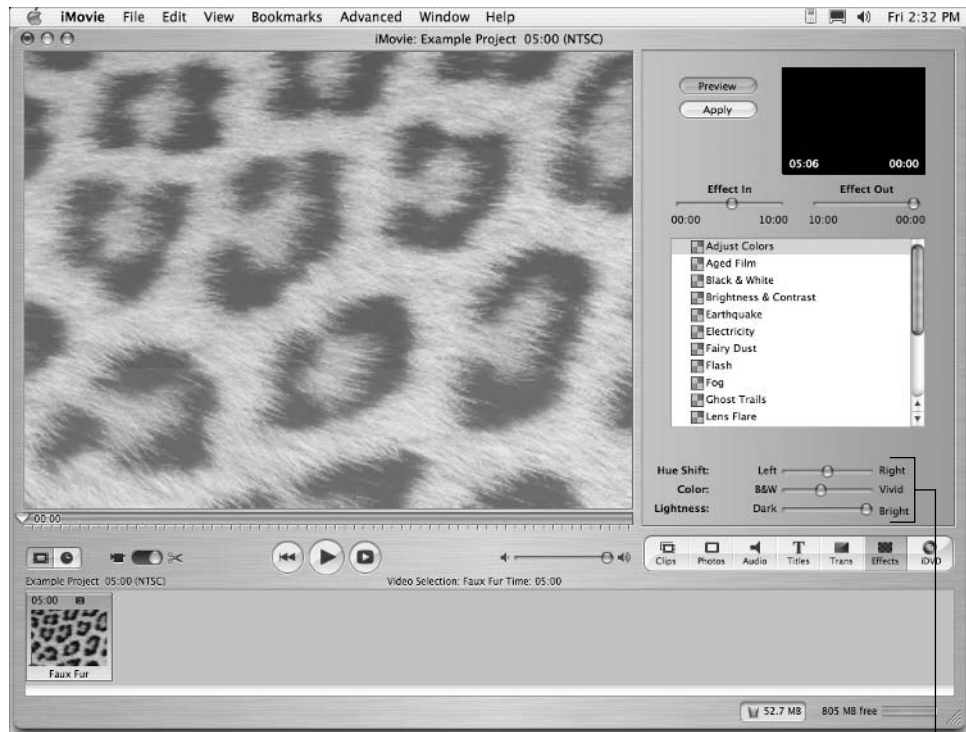 iMovie File Edit View Bookmarks Advanced Window Help Fri 2:32 PM
iMovie: Example Project 05:00 (NTSC)
Preview
Apply
05:06 00:00
Effect In Effect Out
00:00 10:00 10:00 00:00
Adjust Colors
Aged Film
Black & White
Brightness & Contrast
Earthquake
Electricity
Fairy Dust
Flash
Fog
Ghost Trails
Lens Flare
Hue Shift: Left Right
Color: B&W Vivid
Lightness: Dark Bright
00:00
Clips Photos Audio Titles Trans Effects iDVD
Example Project 05:00 (NTSC) Video Selection: Faux Fur Time: 05:00
05:00
Faux Fur
52.7 MB 805 MB free